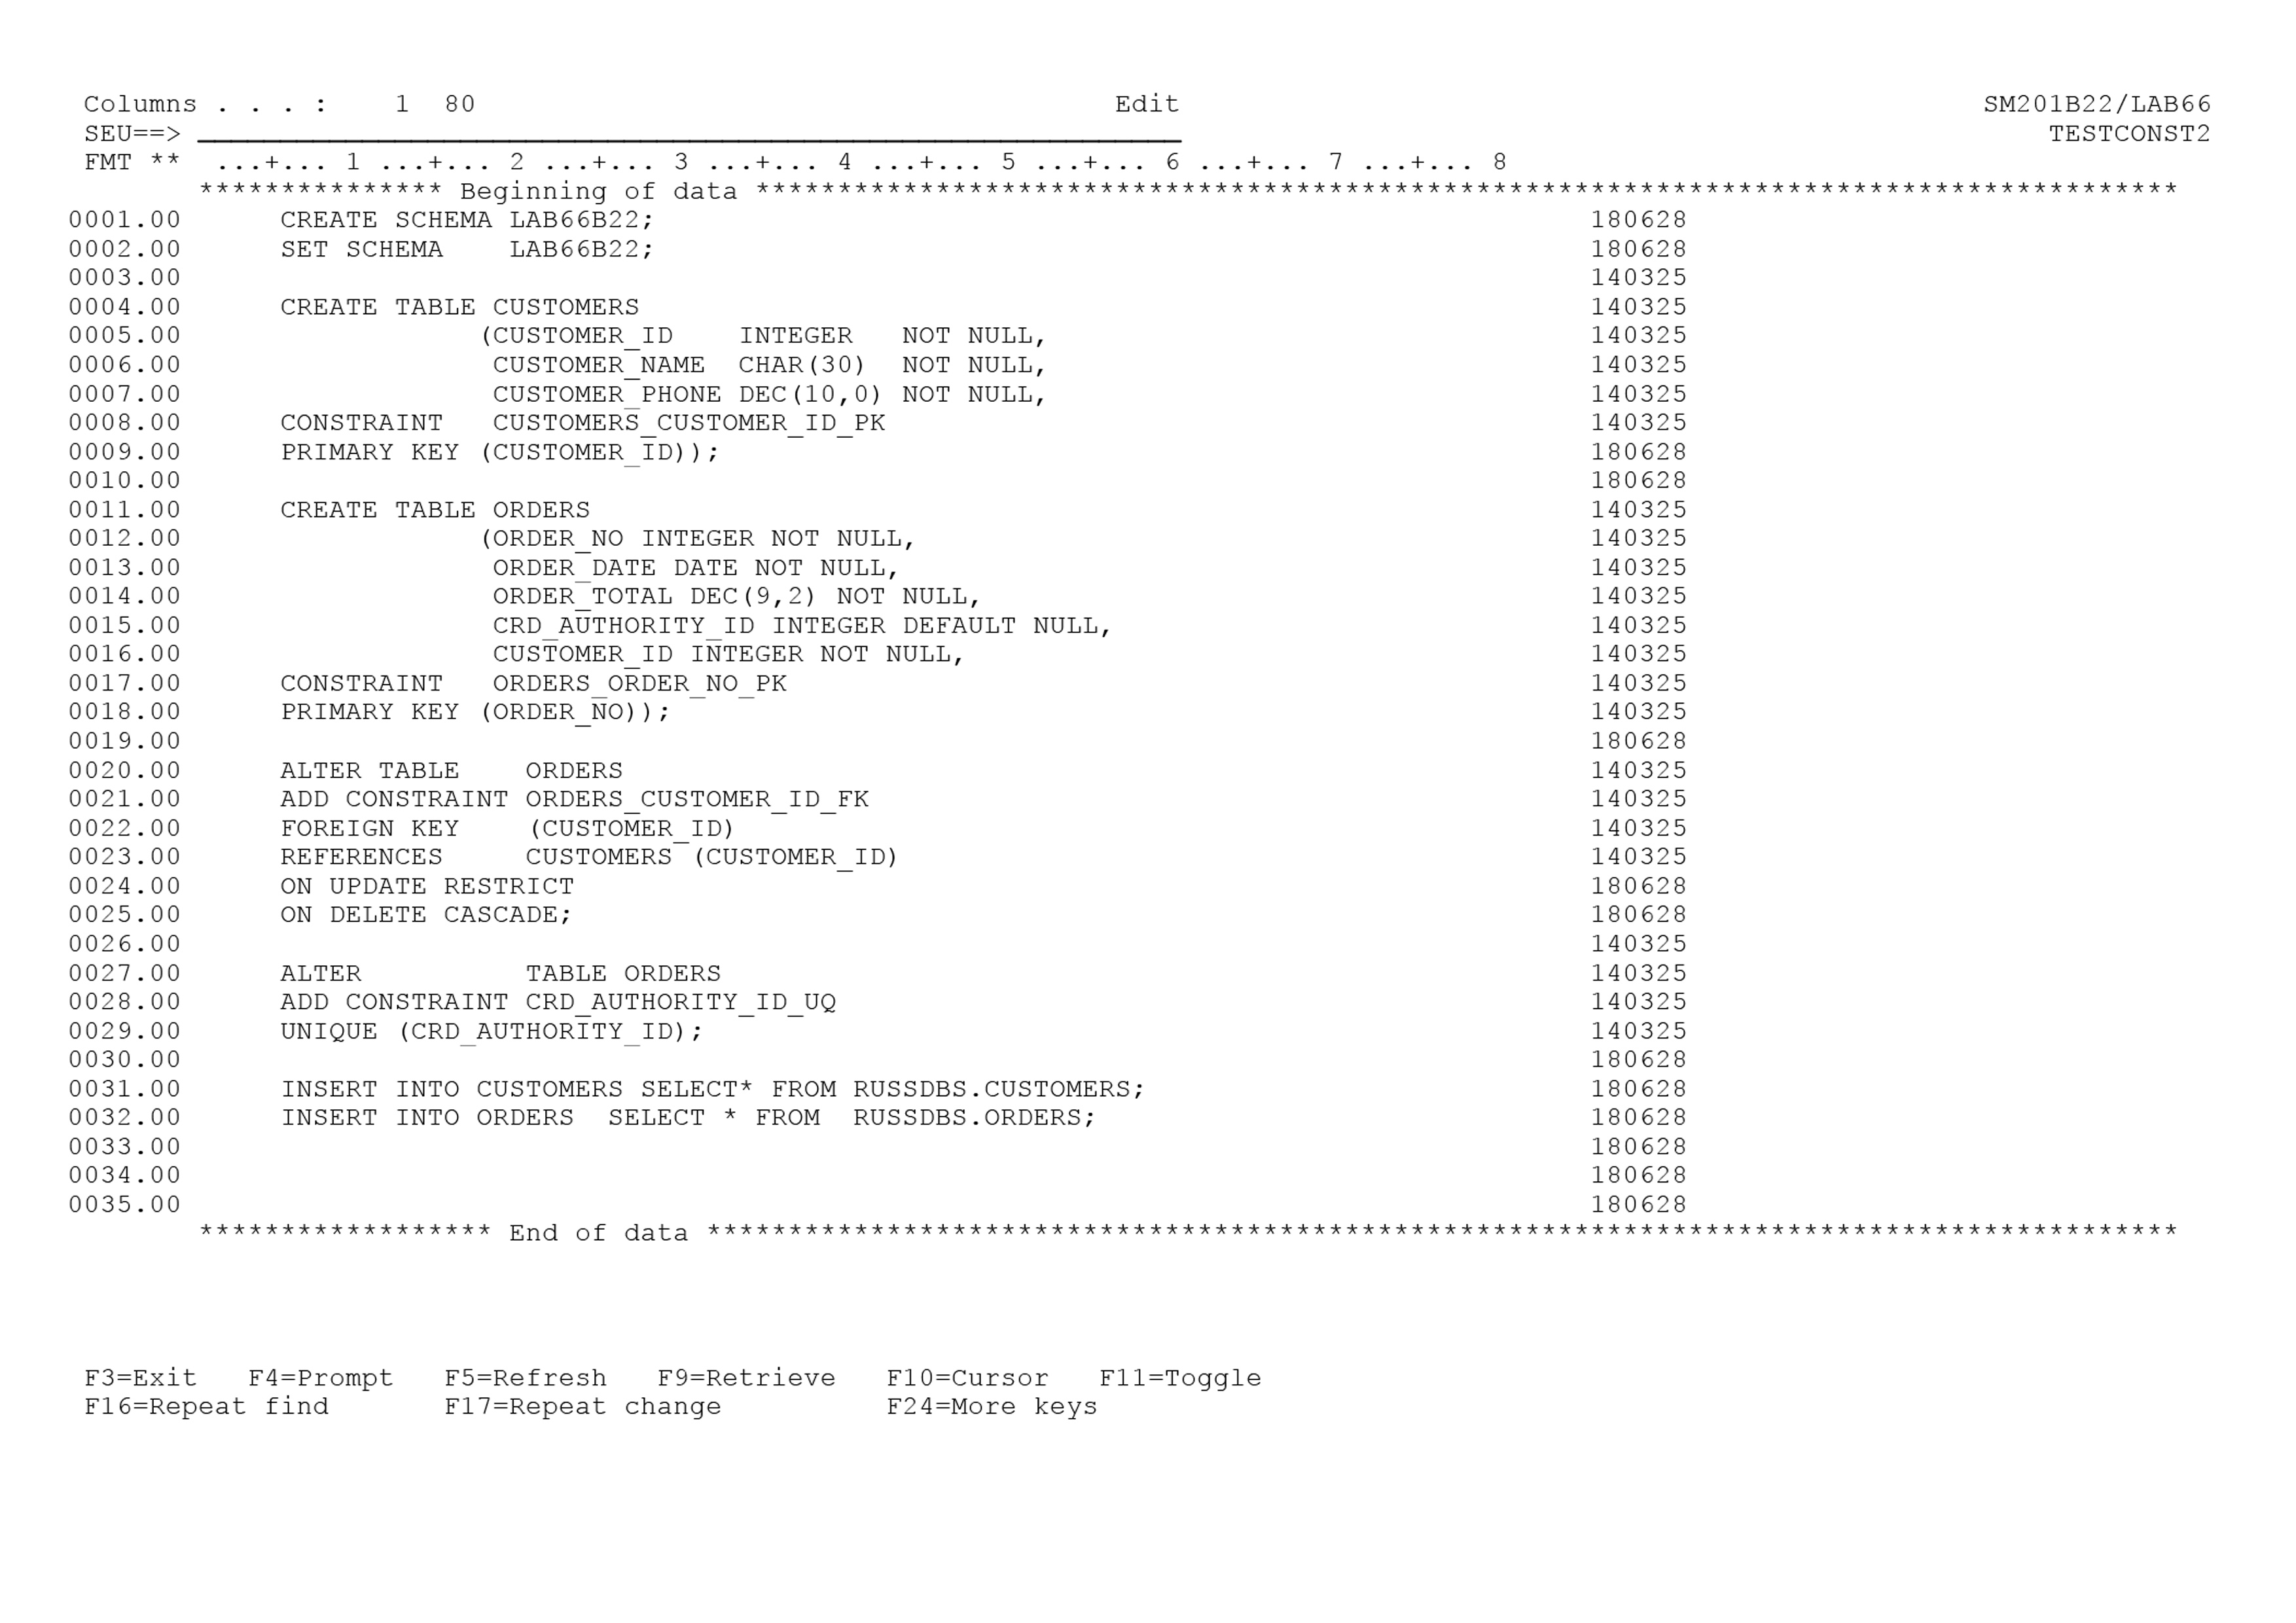 Columns . . . :    1  80                                       Edit                                                 SM201B22/LAB66
SEU==>                                                                                                                  TESTCONST2
FMT **  ...+... 1 ...+... 2 ...+... 3 ...+... 4 ...+... 5 ...+... 6 ...+... 7 ...+... 8
*************** Beginning of data ***************************************************************************************
0001.00      CREATE SCHEMA LAB66B22;                                                         180628
0002.00      SET SCHEMA    LAB66B22;                                                         180628
0003.00                                                                                      140325
0004.00      CREATE TABLE CUSTOMERS                                                          140325
0005.00                  (CUSTOMER_ID    INTEGER   NOT NULL,                                 140325
0006.00                   CUSTOMER_NAME  CHAR(30)  NOT NULL,                                 140325
0007.00                   CUSTOMER_PHONE DEC(10,0) NOT NULL,                                 140325
0008.00      CONSTRAINT   CUSTOMERS_CUSTOMER_ID_PK                                           140325
0009.00      PRIMARY KEY (CUSTOMER_ID));                                                     180628
0010.00                                                                                      180628
0011.00      CREATE TABLE ORDERS                                                             140325
0012.00                  (ORDER_NO INTEGER NOT NULL,                                         140325
0013.00                   ORDER_DATE DATE NOT NULL,                                          140325
0014.00                   ORDER_TOTAL DEC(9,2) NOT NULL,                                     140325
0015.00                   CRD_AUTHORITY_ID INTEGER DEFAULT NULL,                             140325
0016.00                   CUSTOMER_ID INTEGER NOT NULL,                                      140325
0017.00      CONSTRAINT   ORDERS_ORDER_NO_PK                                                 140325
0018.00      PRIMARY KEY (ORDER_NO));                                                        140325
0019.00                                                                                      180628
0020.00      ALTER TABLE    ORDERS                                                           140325
0021.00      ADD CONSTRAINT ORDERS_CUSTOMER_ID_FK                                            140325
0022.00      FOREIGN KEY    (CUSTOMER_ID)                                                    140325
0023.00      REFERENCES     CUSTOMERS (CUSTOMER_ID)                                          140325
0024.00      ON UPDATE RESTRICT                                                              180628
0025.00      ON DELETE CASCADE;                                                              180628
0026.00                                                                                      140325
0027.00      ALTER          TABLE ORDERS                                                     140325
0028.00      ADD CONSTRAINT CRD_AUTHORITY_ID_UQ                                              140325
0029.00      UNIQUE (CRD_AUTHORITY_ID);                                                      140325
0030.00                                                                                      180628
0031.00      INSERT INTO CUSTOMERS SELECT* FROM RUSSDBS.CUSTOMERS;                           180628
0032.00      INSERT INTO ORDERS  SELECT * FROM  RUSSDBS.ORDERS;                              180628
0033.00                                                                                      180628
0034.00                                                                                      180628
0035.00                                                                                      180628
****************** End of data ******************************************************************************************
F3=Exit   F4=Prompt   F5=Refresh   F9=Retrieve   F10=Cursor   F11=Toggle
F16=Repeat find       F17=Repeat change          F24=More keys